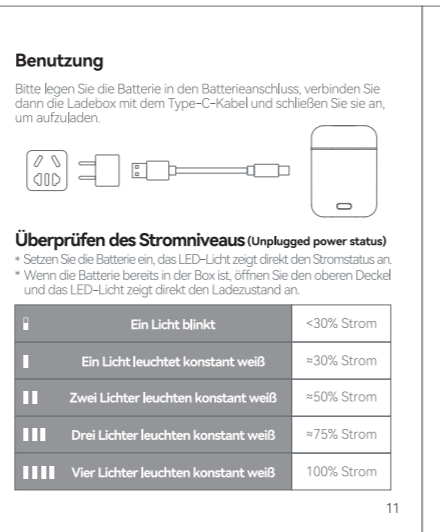 Benutzung
Bitte legen Sie die Batterie in den Batterieanschluss, verbinden Sie
dann die Ladebox mit dem Type-C-Kabel und schließen Sie sie an,
um aufzuladen.
Überprüfen des Stromniveaus (Unplugged power status)
* Setzen Sie die Batterie ein, das LED-Licht zeigt direkt den Stromstatus an.
* Wenn die Batterie bereits in der Box ist, öffnen Sie den oberen Deckel
und das LED-Licht zeigt direkt den Ladezustand an.
Ein Licht blinkt <30% Strom
Ein Licht leuchtet konstant weiß ≈30% Strom
Zwei Lichter leuchten konstant weiß ≈50% Strom
Drei Lichter leuchten konstant weiß ≈75% Strom
Vier Lichter leuchten konstant weiß 100% Strom
11